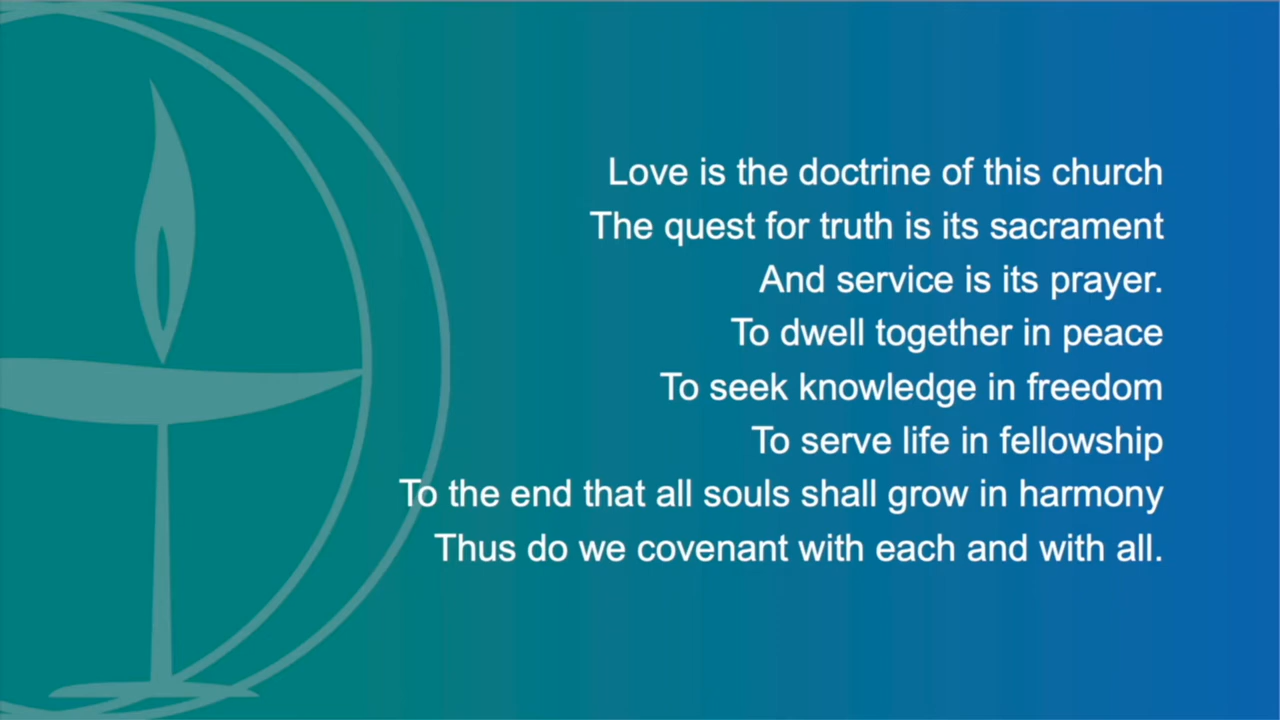 Love is the doctrine of this church
The quest for truth is its sacrament
And service is its prayer.
To dwell together in peace
To seek knowledge in freedom
To serve life in fellowship
To the end that all souls shall grow in harmony
Thus do we covenant with each and with all.